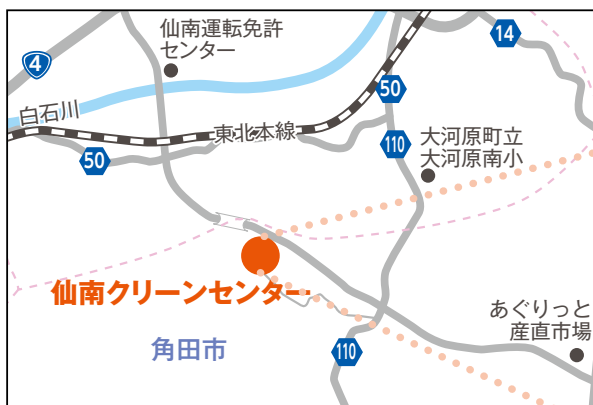 仙南運転免許
センター
14
4
50
白石川
東北本線
110
大河原町立
大河原南小
50
仙南クリーンセンター
あぐりっと
産直市場
角田市
110